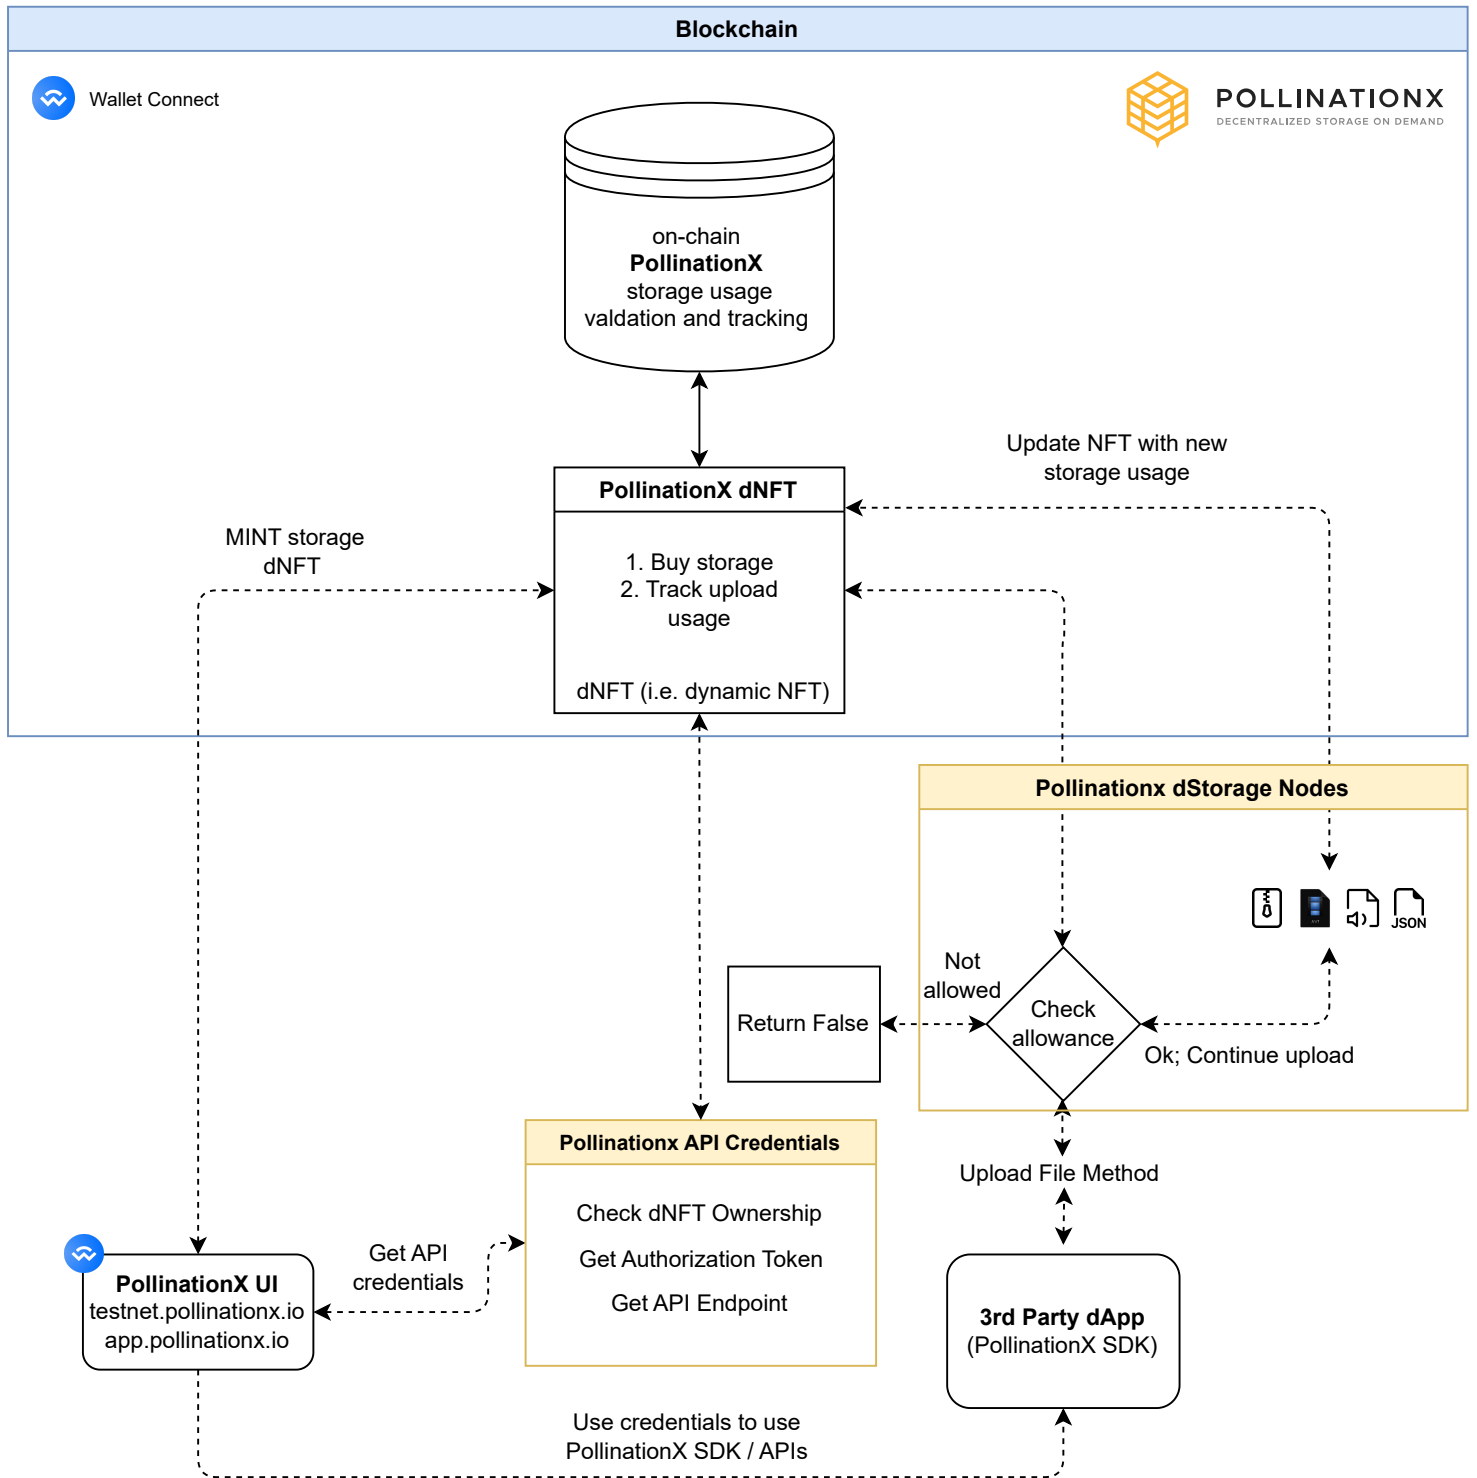 Blockchain
Wallet Connect
POLLINATIONX
DECENTRALIZED STORAGE ON DEMAND
on-chain
PollinationX
storage usage
valdation and tracking
Update NFT with new
storage usage
PollinationX dNFT
MINT storage
dNFT
1. Buy storage
2. Track upload
usage
dNFT (i.e. dynamic NFT)
Pollinationx dStorage Nodes
JSON
Not
allowed
Return False
Check
allowance
Ok; Continue upload
Pollinationx API Credentials
Upload File Method
Check dNFT Ownership
Get Authorization Token
Get API Endpoint
Get API
credentials
PollinationX UI
testnet.pollinationx.io
app.pollinationx.io
3rd Party dApp
(PollinationX SDK)
Use credentials to use
PollinationX SDK / APIs